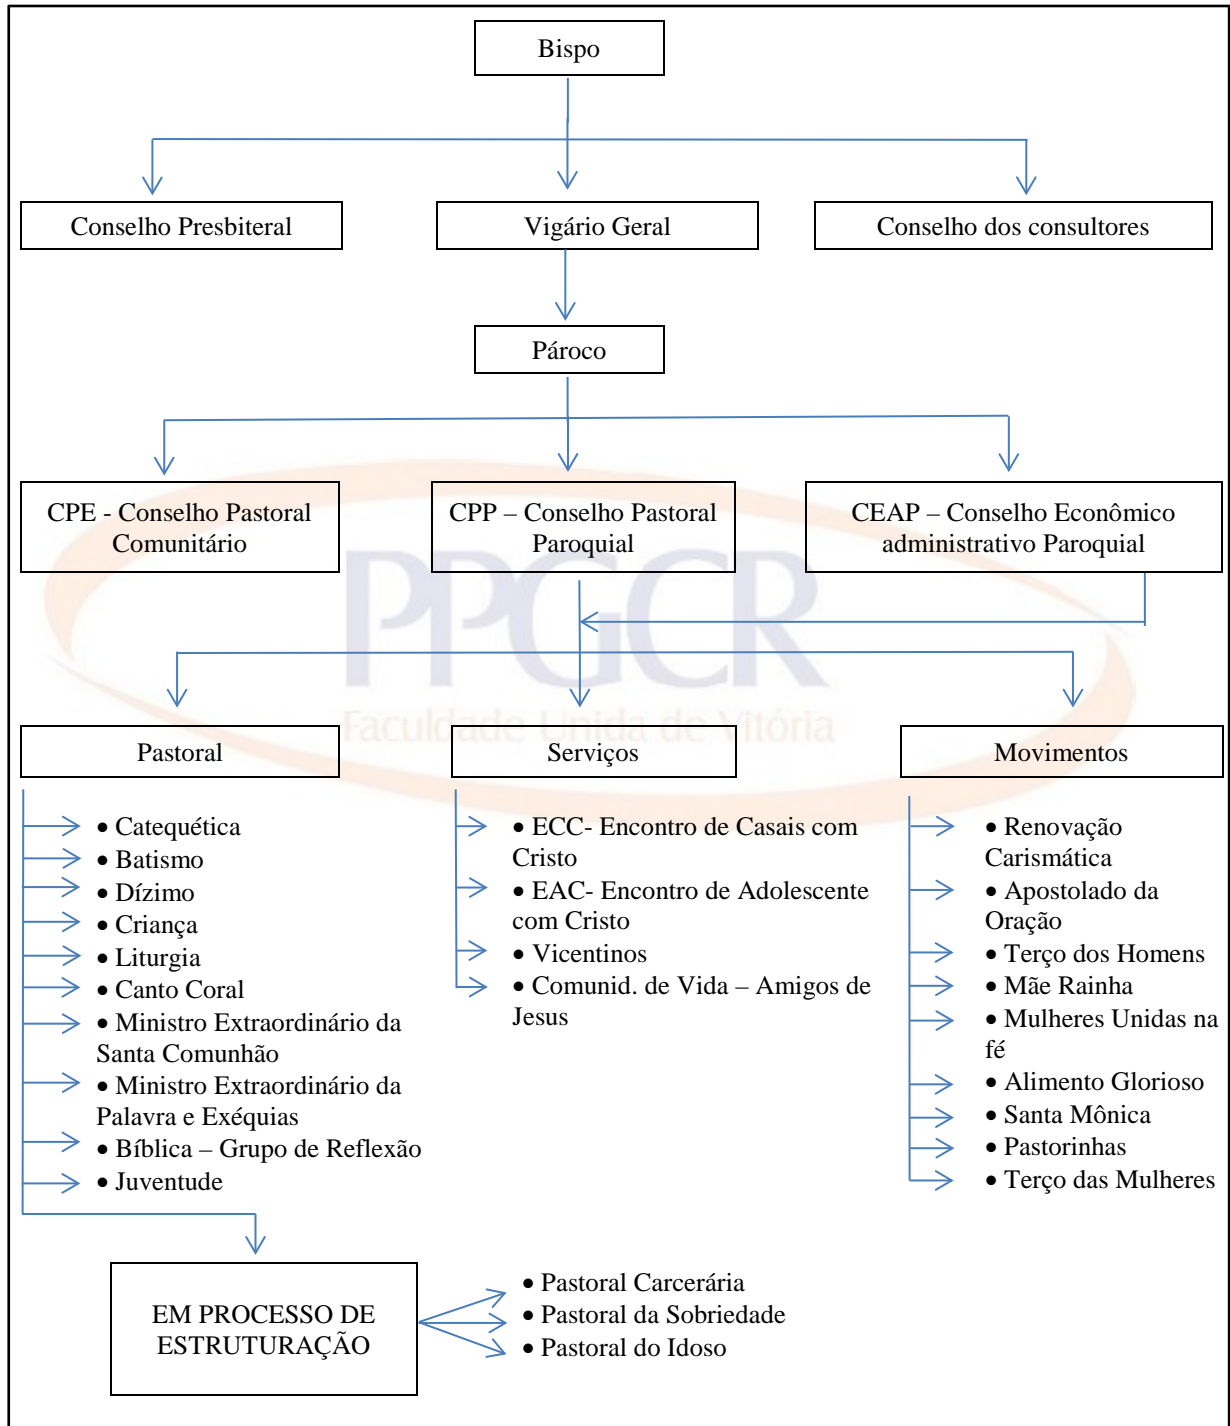 Bispo
Conselho Presbiteral
Vigário Geral
Conselho dos consultores
Pároco
CPE - Conselho Pastoral
Comunitário
CPP – Conselho Pastoral
Paroquial
CEAP – Conselho Econômico
administrativo Paroquial
PPGCR
Faculdade Unida de Vitória
Pastoral
• Catequética
• Batismo
• Dízimo
• Criança
• Liturgia
• Canto Coral
• Ministro Extraordinário da
Santa Comunhão
• Ministro Extraordinário da
Palavra e Exéquias
• Bíblica – Grupo de Reflexão
• Juventude
Serviços
• ECC- Encontro de Casais com
Cristo
• EAC- Encontro de Adolescente
com Cristo
• Vicentinos
• Comunid. de Vida – Amigos de
Jesus
Movimentos
• Renovação
Carismática
• Apostolado da
Oração
• Terço dos Homens
• Mãe Rainha
• Mulheres Unidas na
fé
• Alimento Glorioso
• Santa Mônica
• Pastorinhas
• Terço das Mulheres
EM PROCESSO DE
ESTRUTURAÇÃO
• Pastoral Carcerária
• Pastoral da Sobriedade
• Pastoral do Idoso